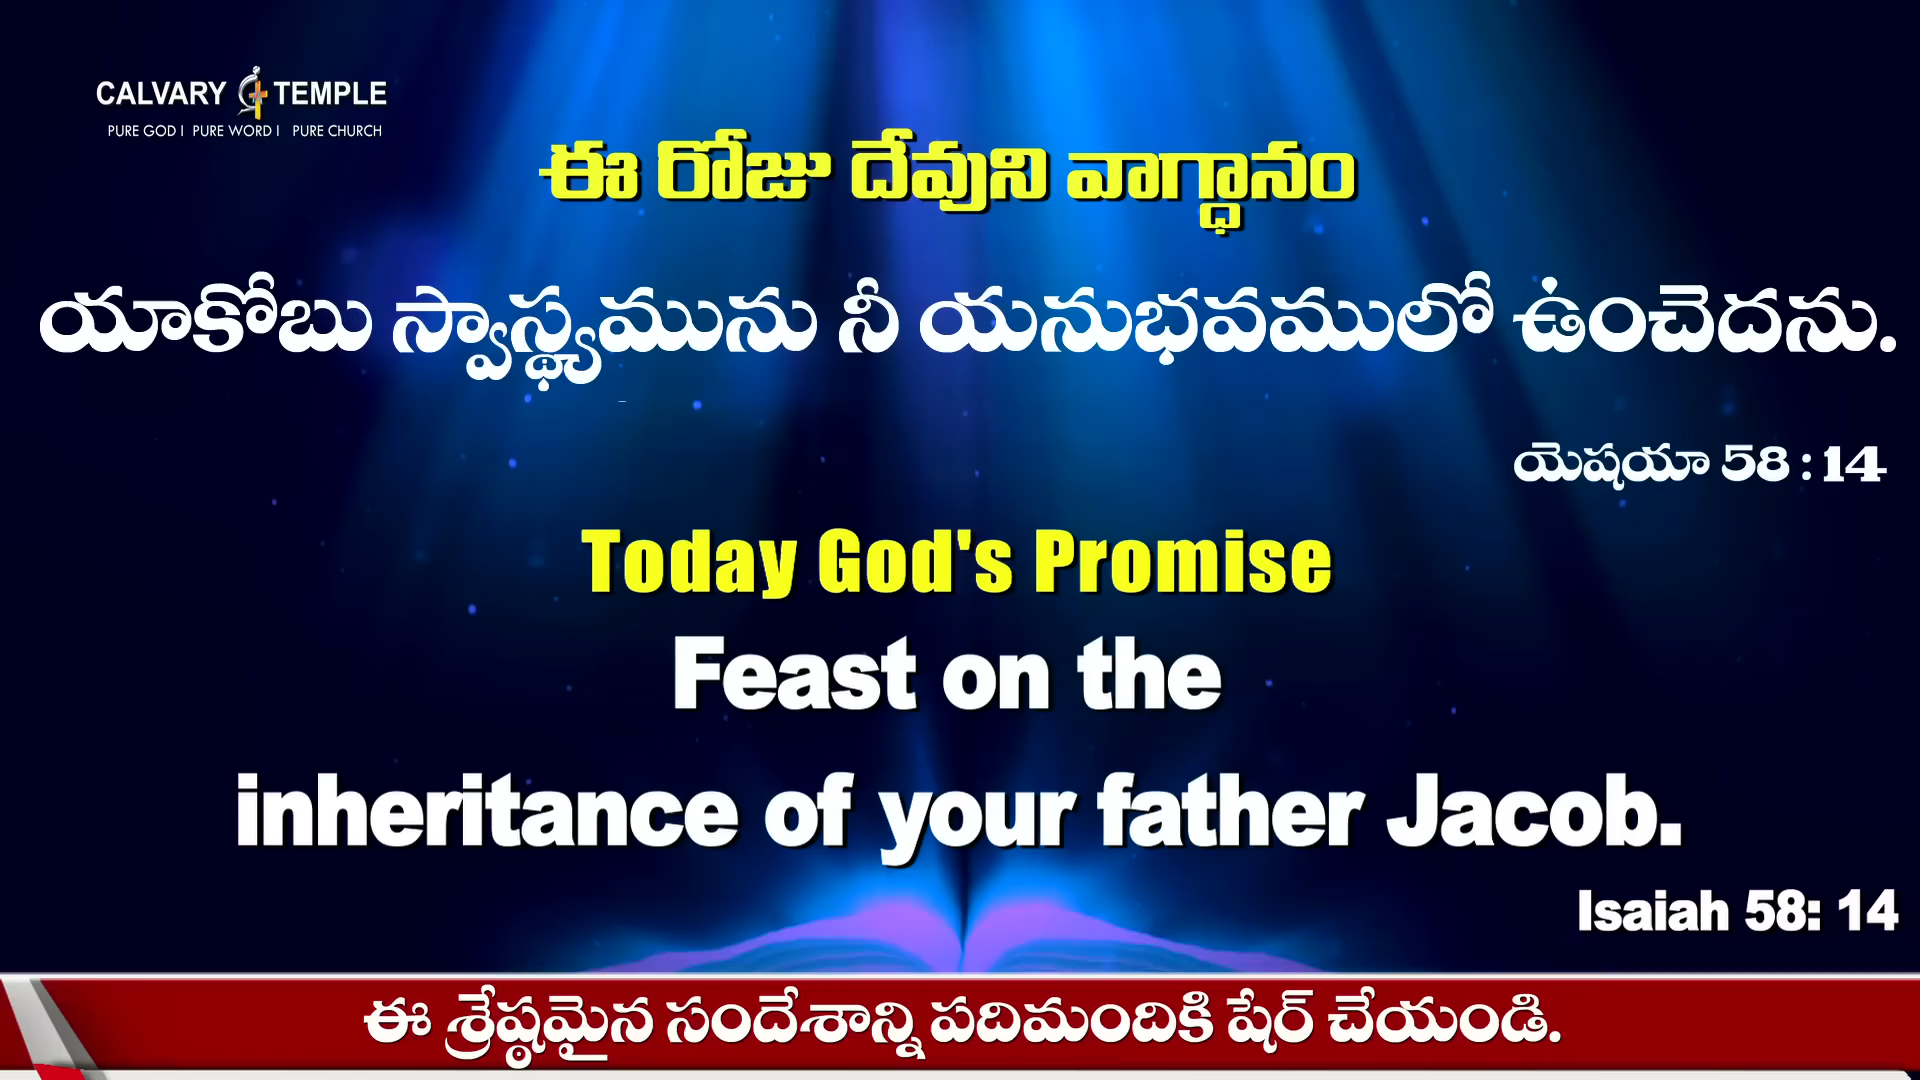 CALVARY TEMPLE
PURE GOD I PURE WORD I PURE CHURCH
ఈ రోజు దేవుని వాగ్ధానం
యాకోబు స్వాస్థ్యమును నీ యనుభవములో ఉంచెదను.
యెషయా 58 : 14
Today God's Promise
Feast on the
inheritance of your father Jacob.
Isaiah 58: 14
ఈ శ్రేష్ఠమైన సందేశాన్ని పదిమందికి షేర్ చేయండి.